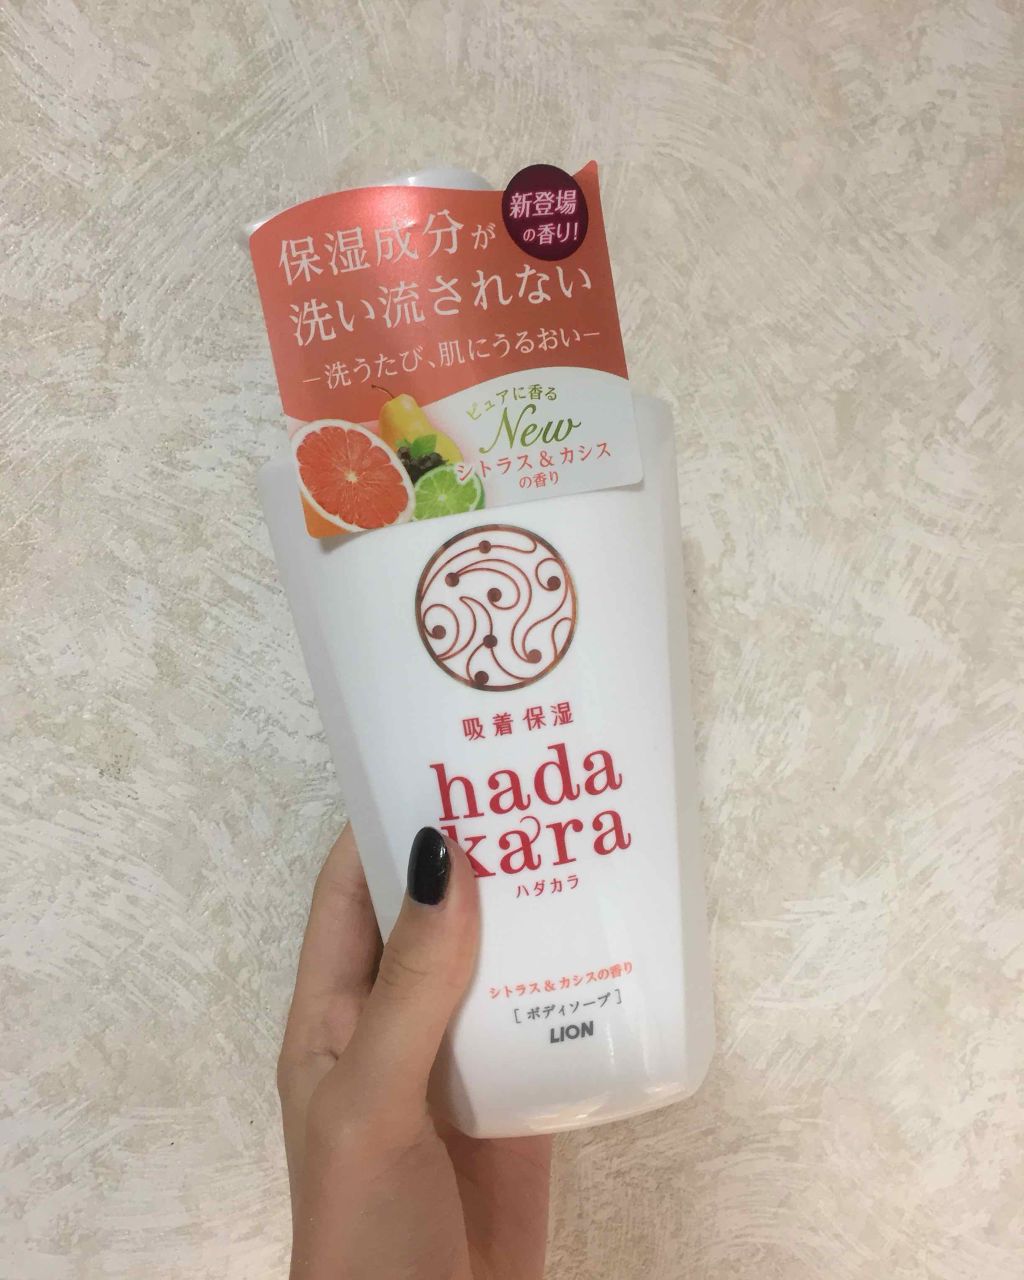 新登場
の香り!
保湿成分が
洗い流されない
−洗うたび、肌にうるおい−
ピュアに香る
New
シトラス&カシス
の香り
吸着保湿
hada
kara
ハダカラ
シトラス&カシスの香り
[ボディソープ]
LION